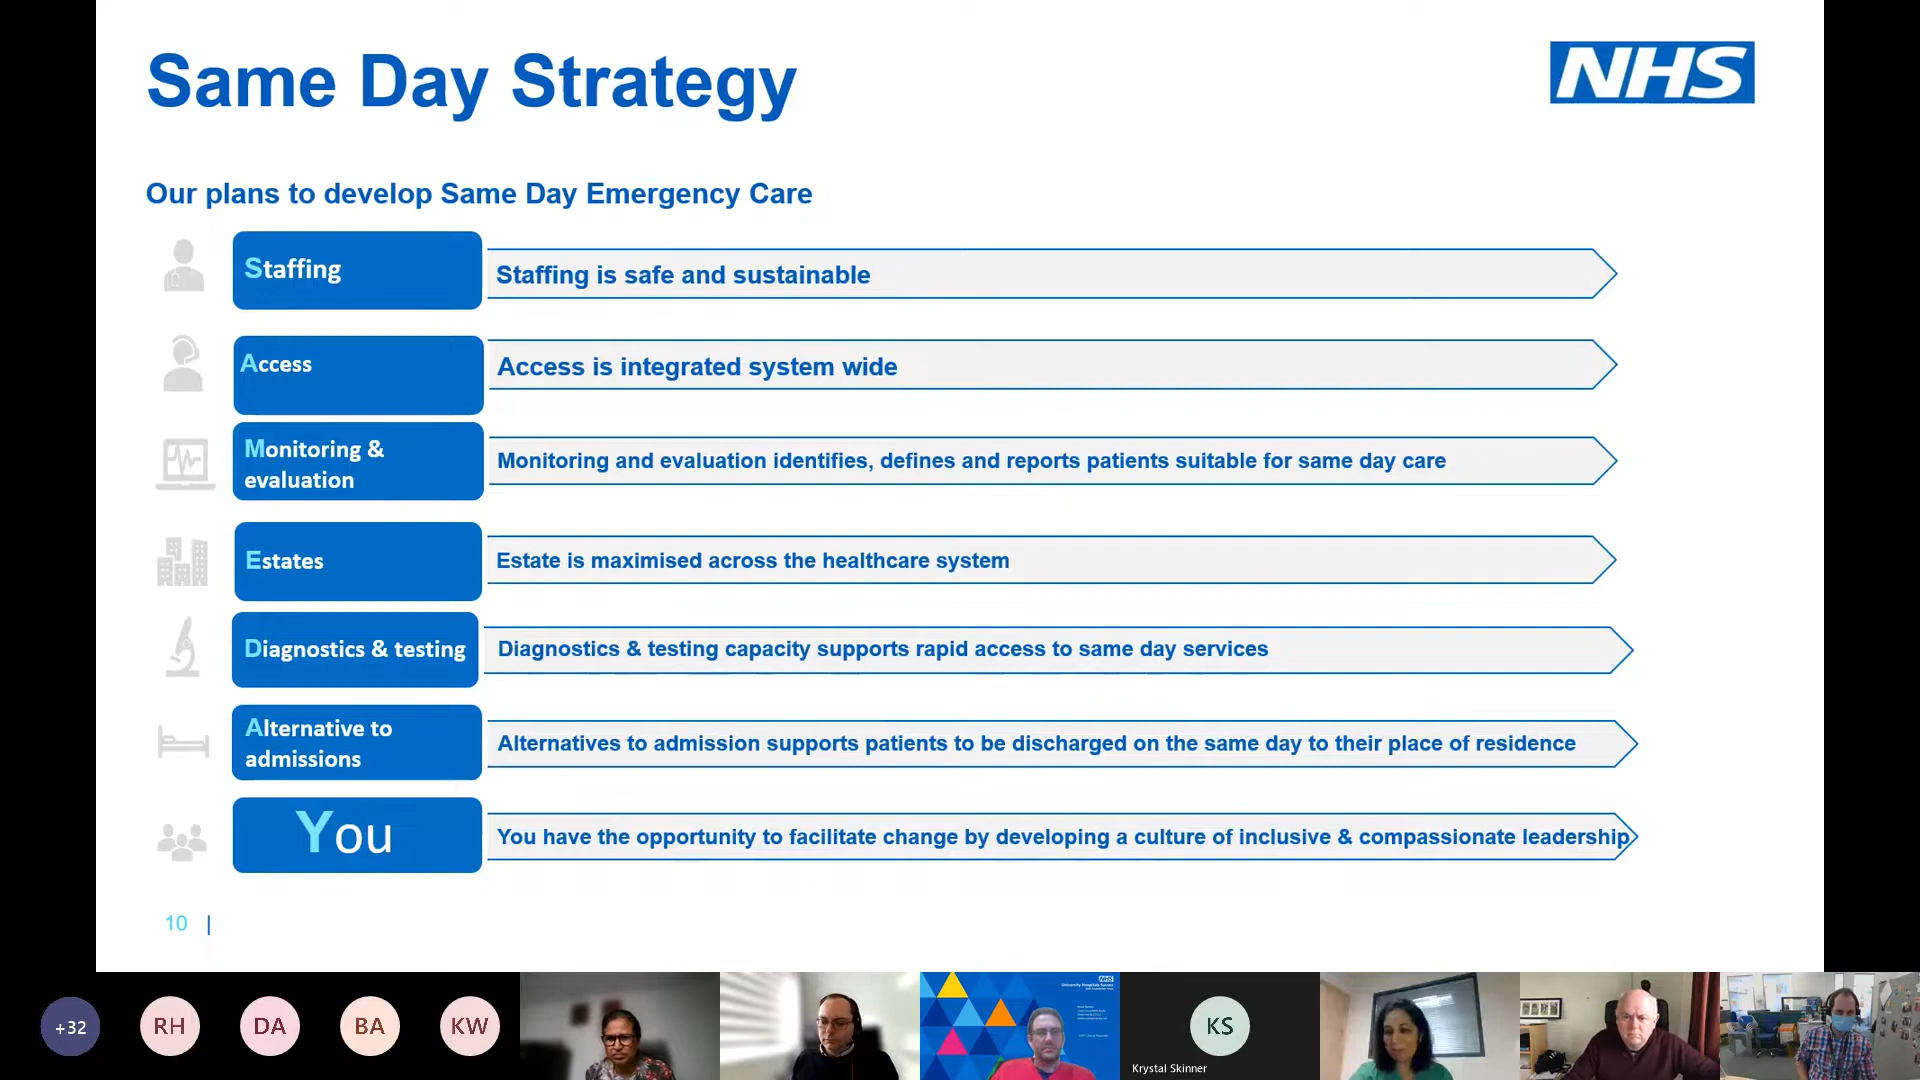 Same Day Strategy
NHS
Our plans to develop Same Day Emergency Care
Staffing
Staffing is safe and sustainable
Access
Access is integrated system wide
Monitoring &
evaluation
Monitoring and evaluation identifies, defines and reports patients suitable for same day care
Estates
Estate is maximised across the healthcare system
Diagnostics & testing
Diagnostics & testing capacity supports rapid access to same day services
Alternative to
admissions
Alternatives to admission supports patients to be discharged on the same day to their place of residence
You
You have the opportunity to facilitate change by developing a culture of inclusive & compassionate leadership
10 |
+32
RH
DA
BA
KW
NHS
University Hospitals Sussex
KS
Krystal Skinner